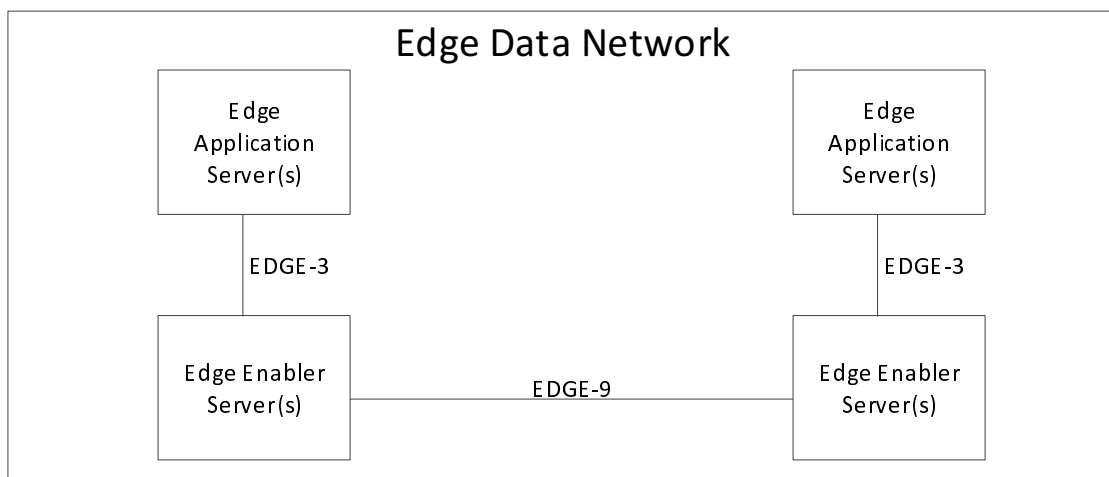 Edge Data Network
Edge
Application
Server(s)
Edge
Application
Server(s)
EDGE-3
EDGE-3
Edge Enabler
Server(s)
EDGE-9
Edge Enabler
Server(s)